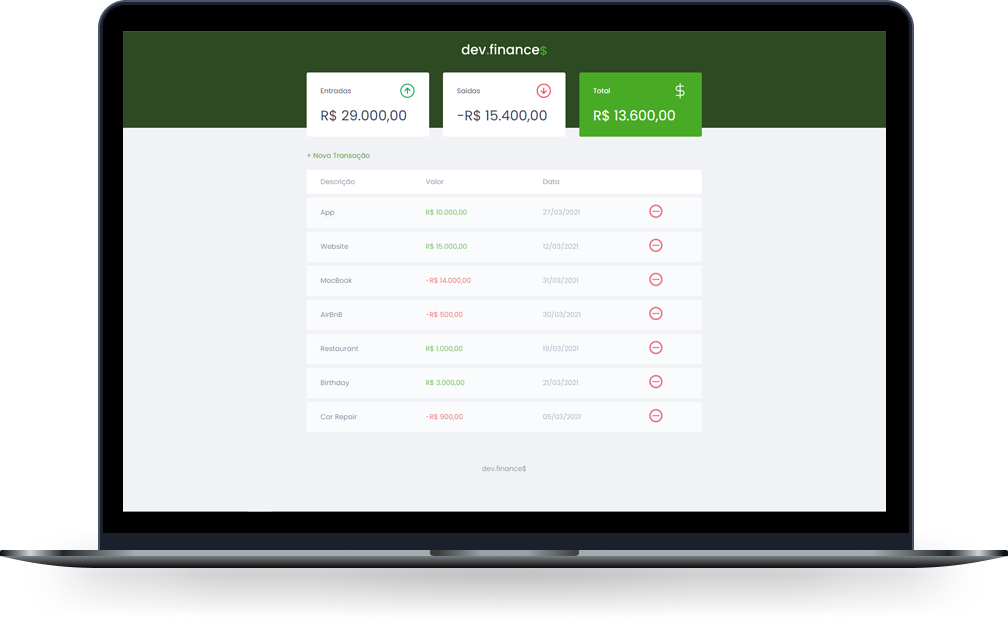 dev.finance$
Entradas
R$ 29.000,00
Saídas
-R$ 15.400,00
Total
$
R$ 13.600,00
+ Nova Transação
Descrição Valor Data
App R$ 10.000,00 27/03/2021
Website R$ 15.000,00 12/03/2021
MacBook -R$ 14.000,00 31/03/2021
AirBnB -R$ 500,00 30/03/2021
Restaurant R$ 1.000,00 19/03/2021
Birthday R$ 3.000,00 21/03/2021
Car Repair -R$ 900,00 05/03/2021
dev.finance$